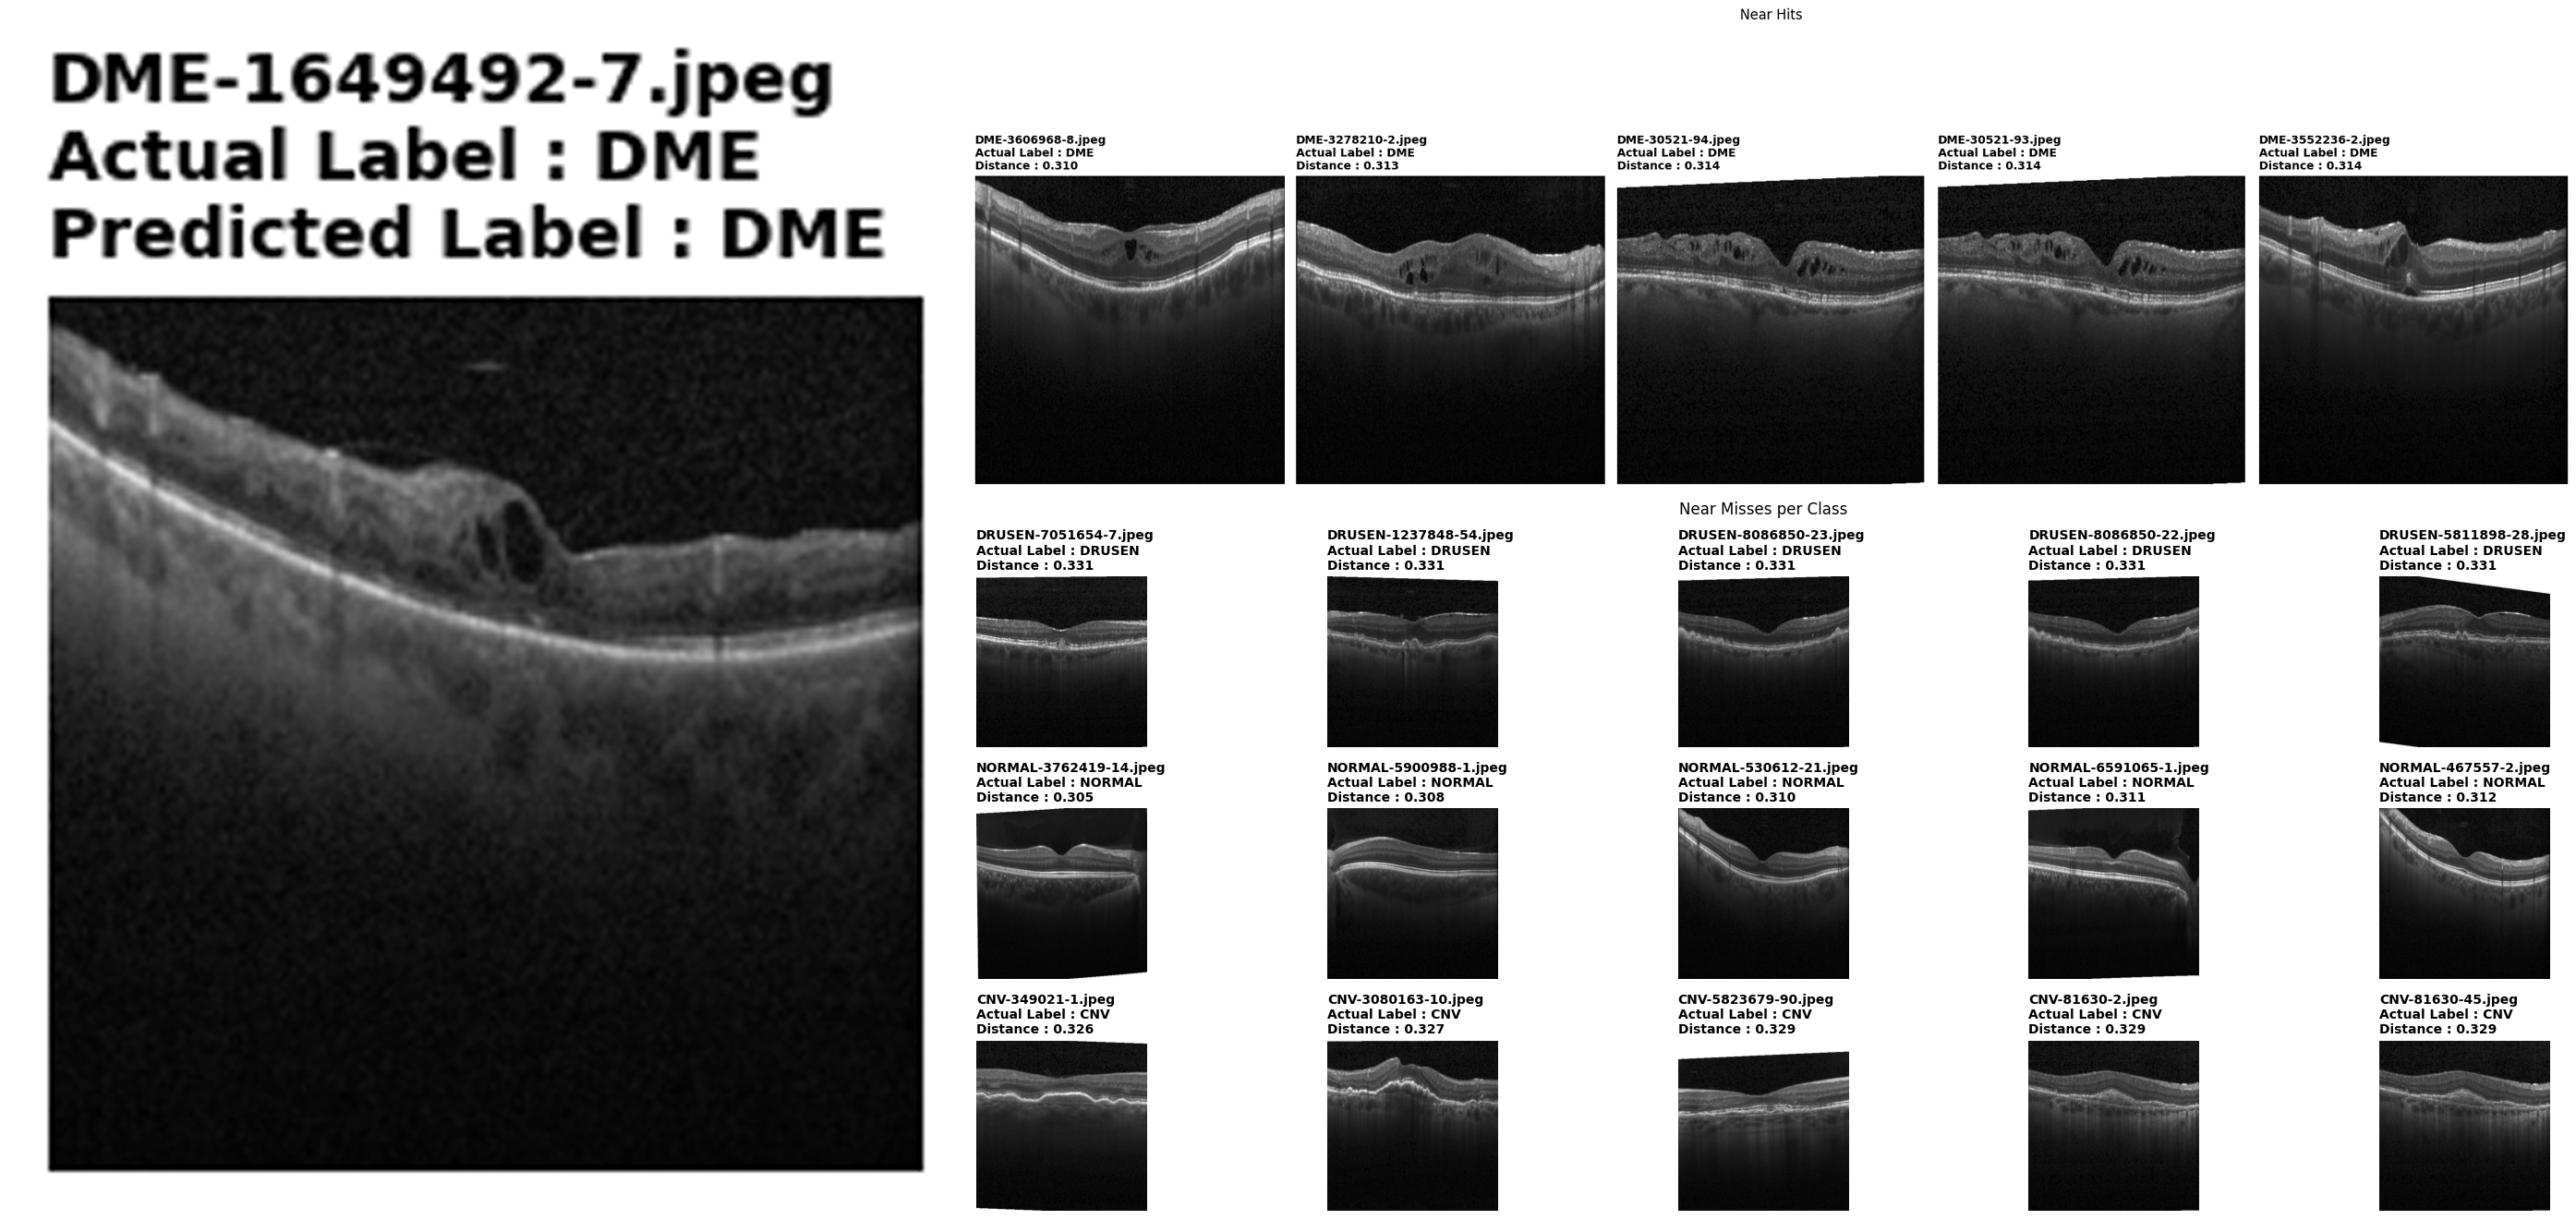 DME-1649492-7.jpeg
Actual Label : DME
Predicted Label : DME
Near Hits
DME-3606968-8.jpeg
Actual Label : DME
Distance : 0.310
DME-3278210-2.jpeg
Actual Label : DME
Distance : 0.313
DME-30521-94.jpeg
Actual Label : DME
Distance : 0.314
DME-30521-93.jpeg
Actual Label : DME
Distance : 0.314
DME-3552236-2.jpeg
Actual Label : DME
Distance : 0.314
Near Misses per Class
DRUSEN-7051654-7.jpeg
Actual Label : DRUSEN
Distance : 0.331
DRUSEN-1237848-54.jpeg
Actual Label : DRUSEN
Distance : 0.331
DRUSEN-8086850-23.jpeg
Actual Label : DRUSEN
Distance : 0.331
DRUSEN-8086850-22.jpeg
Actual Label : DRUSEN
Distance : 0.331
DRUSEN-5811898-28.jpeg
Actual Label : DRUSEN
Distance : 0.331
NORMAL-3762419-14.jpeg
Actual Label : NORMAL
Distance : 0.305
NORMAL-5900988-1.jpeg
Actual Label : NORMAL
Distance : 0.308
NORMAL-530612-21.jpeg
Actual Label : NORMAL
Distance : 0.310
NORMAL-6591065-1.jpeg
Actual Label : NORMAL
Distance : 0.311
NORMAL-467557-2.jpeg
Actual Label : NORMAL
Distance : 0.312
CNV-349021-1.jpeg
Actual Label : CNV
Distance : 0.326
CNV-3080163-10.jpeg
Actual Label : CNV
Distance : 0.327
CNV-5823679-90.jpeg
Actual Label : CNV
Distance : 0.329
CNV-81630-2.jpeg
Actual Label : CNV
Distance : 0.329
CNV-81630-45.jpeg
Actual Label : CNV
Distance : 0.329